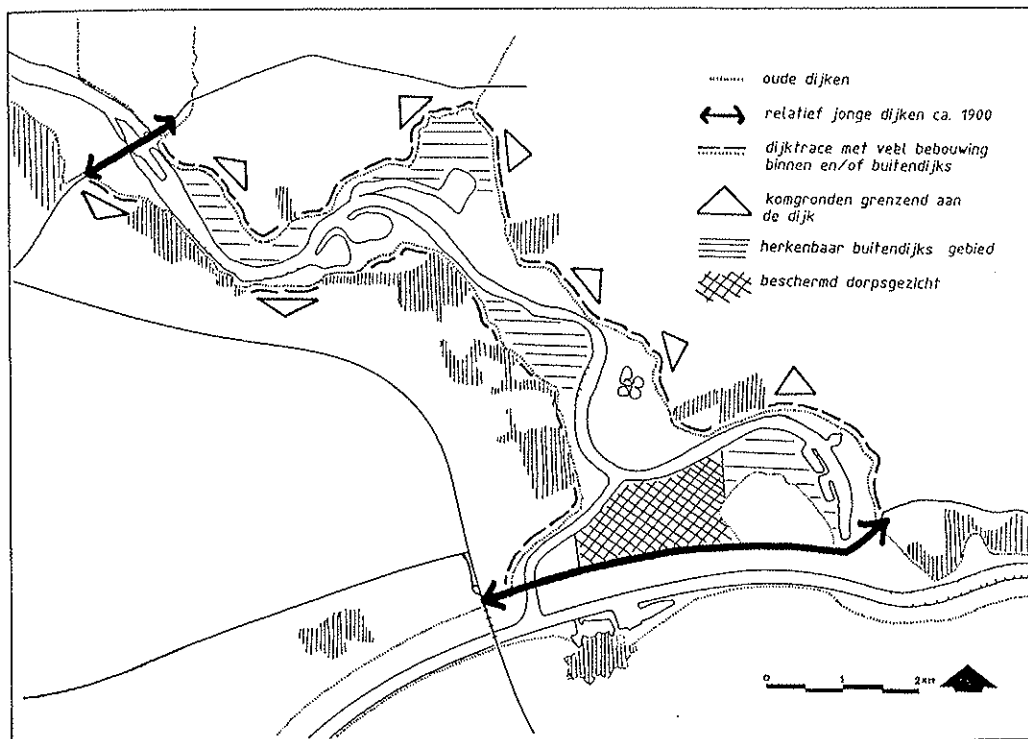 oude dijken
relatief jonge dijken ca. 1900
dijktrace met veel bebouwing
binnen en/of buitendijks
komgronden grenzend aan
de dijk
herkenbaar buitendijks gebied
beschermd dorpsgezicht
0 1 2 km